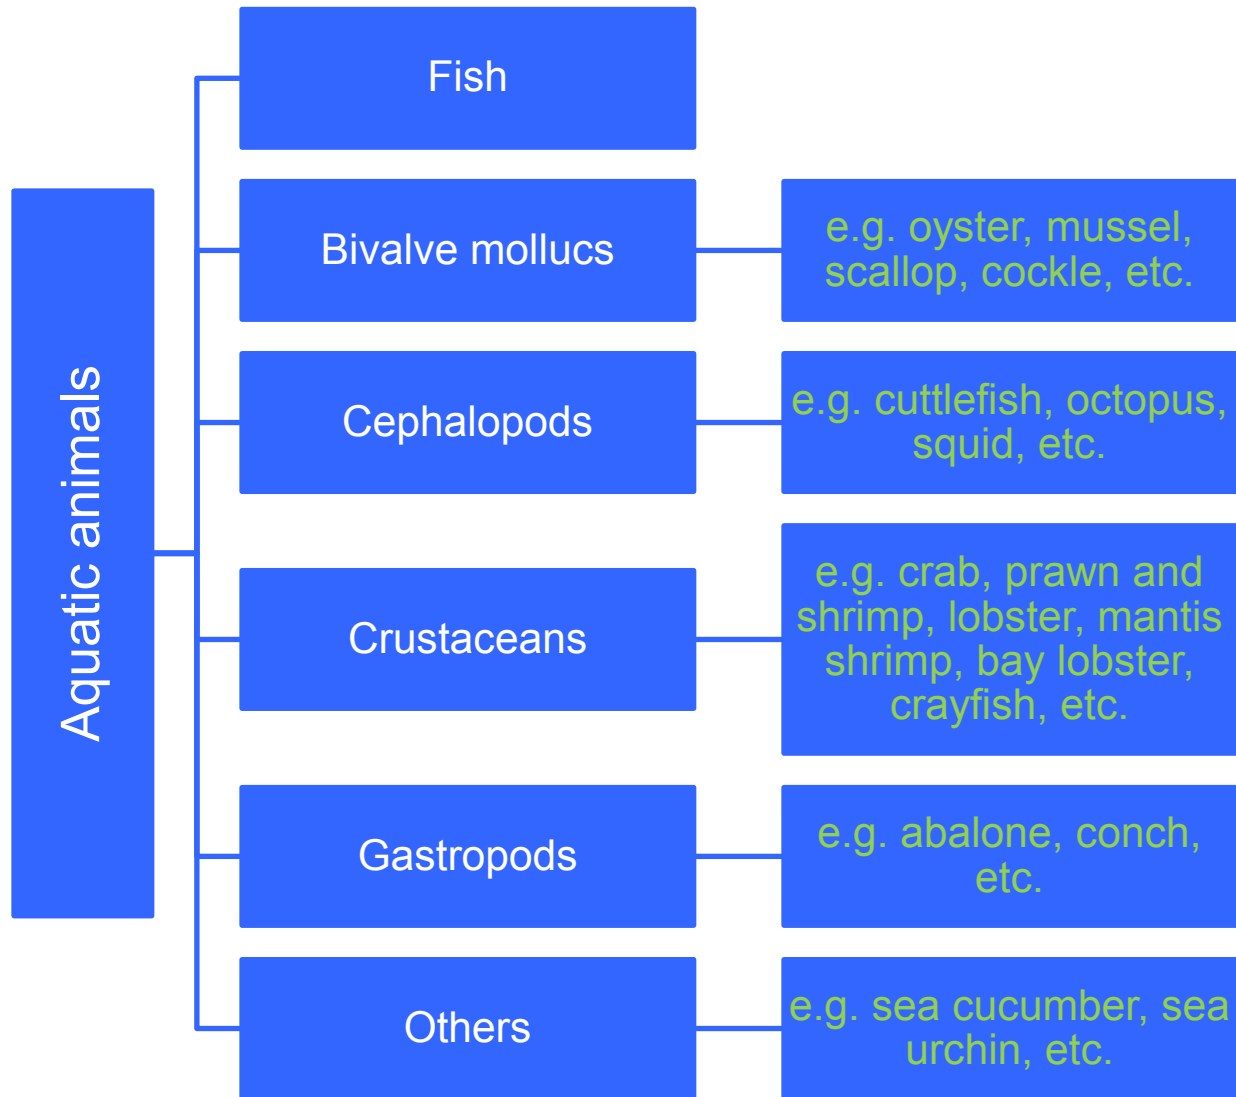 Aquatic animals
Fish
Bivalve mollucs
e.g. oyster, mussel,
scallop, cockle, etc.
Cephalopods
e.g. cuttlefish, octopus,
squid, etc.
Crustaceans
e.g. crab, prawn and
shrimp, lobster, mantis
shrimp, bay lobster,
crayfish, etc.
Gastropods
e.g. abalone, conch,
etc.
Others
e.g. sea cucumber, sea
urchin, etc.